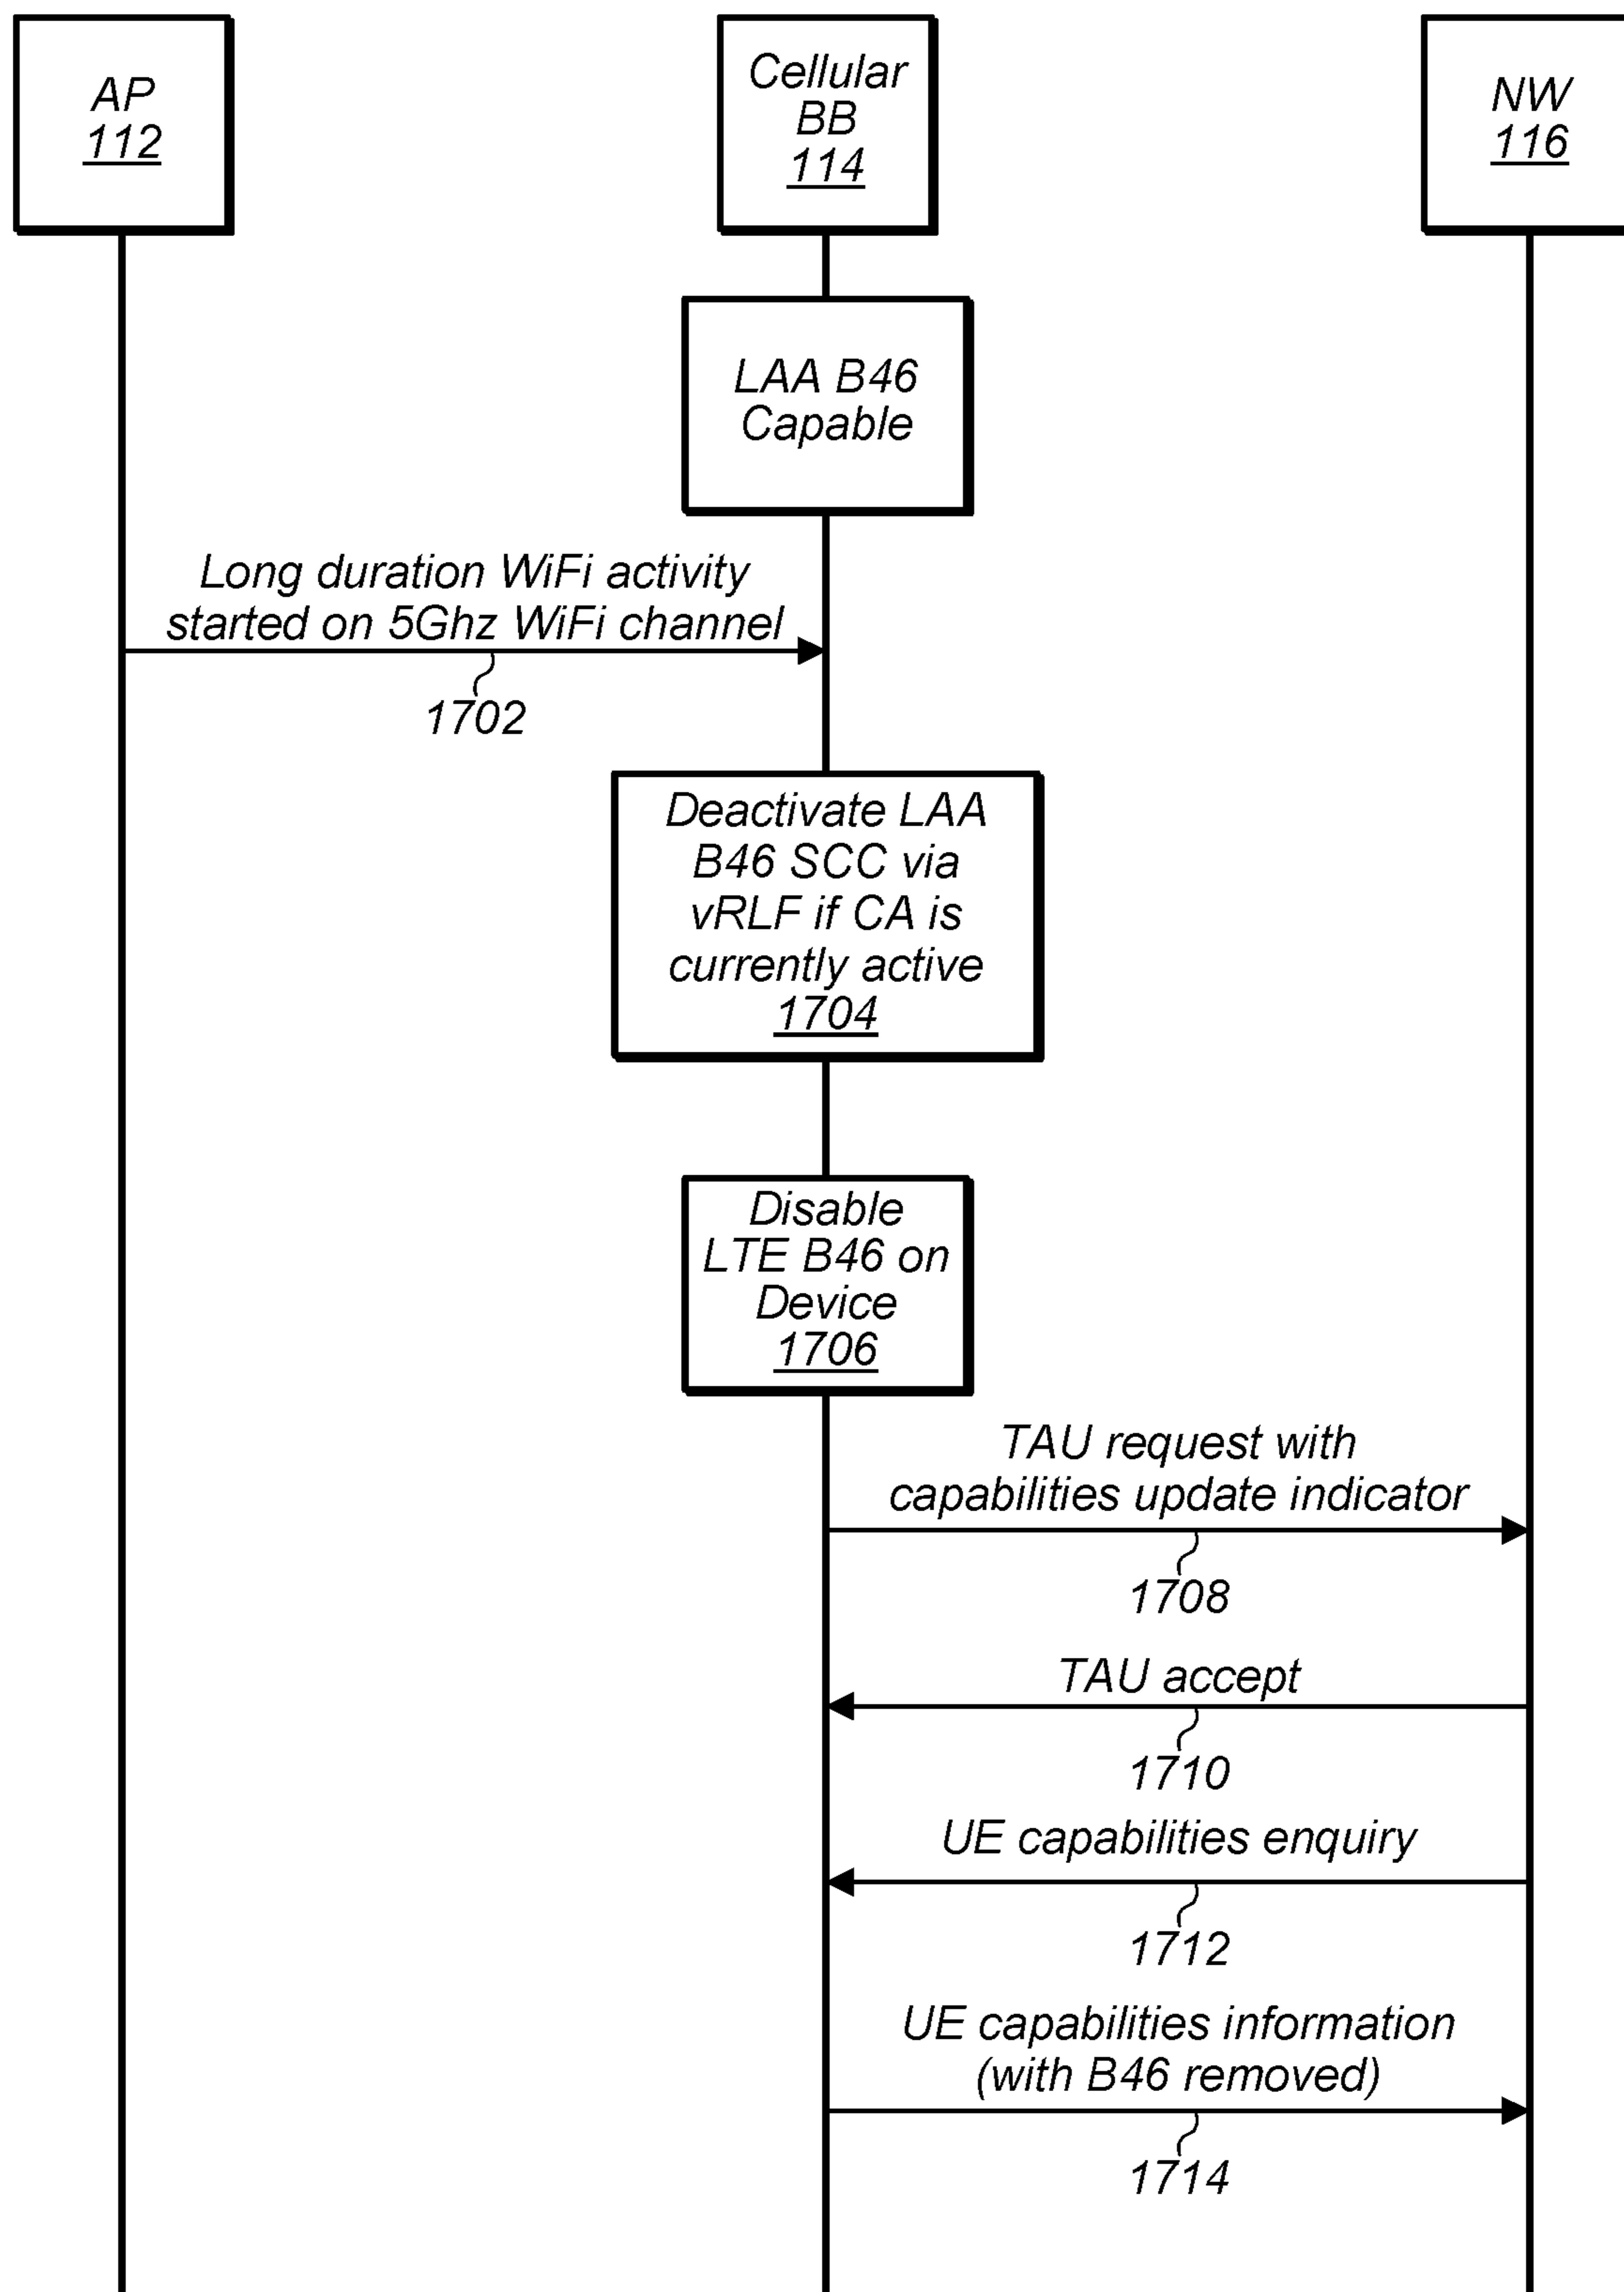 AP
112
Cellular
BB
114
NW
116
LAA B46
Capable
Long duration WiFi activity
started on 5Ghz WiFi channel
1702
Deactivate LAA
B46 SCC via
vRLF if CA is
currently active
1704
Disable
LTE B46 on
Device
1706
TAU request with
capabilities update indicator
1708
TAU accept
1710
UE capabilities enquiry
1712
UE capabilities information
(with B46 removed)
1714